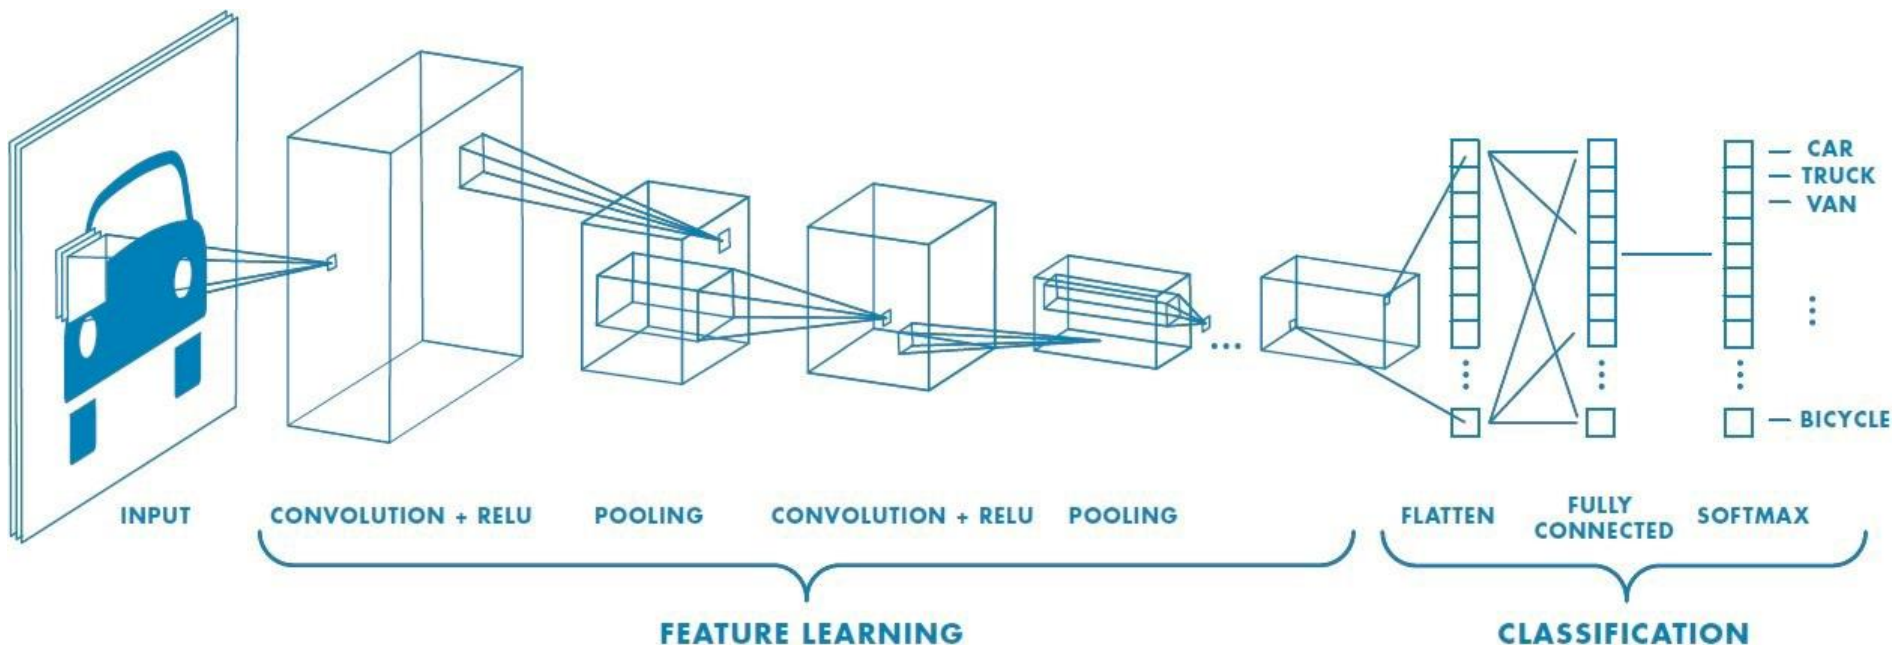 CAR
TRUCK
VAN
BICYCLE
INPUT
CONVOLUTION + RELU
POOLING
CONVOLUTION + RELU
POOLING
FLATTEN
FULLY
CONNECTED
SOFTMAX
FEATURE LEARNING
CLASSIFICATION